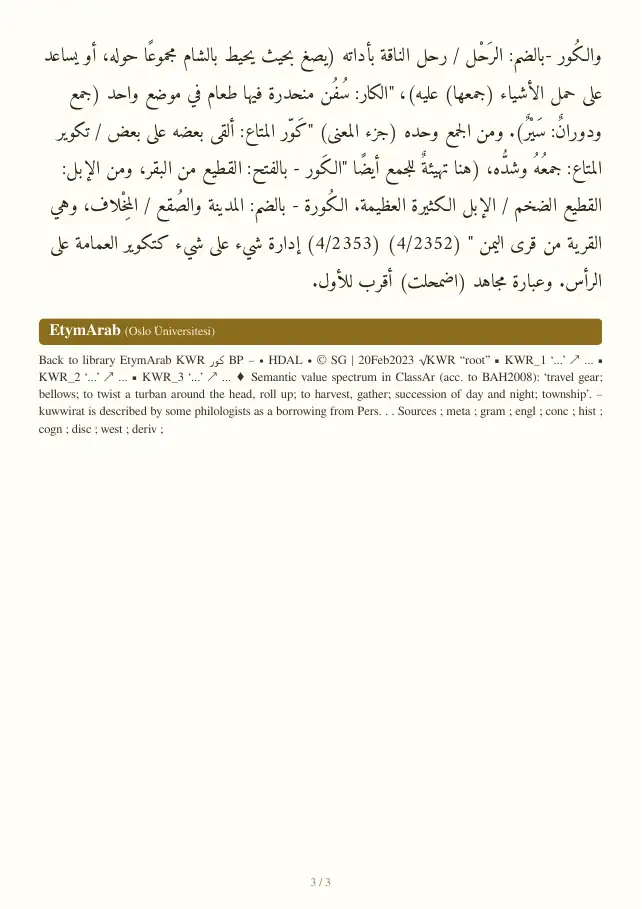 والكُور -بالضم: الرَحْل / رحل الناقة بأداته (يصغ بحيث يحيط بالشام مجموعًا حوله، أو يساعد
على حمل الأشياء (جمعها) عليه)، "الكار: سُفُن منحدرة فيها طعام في موضع واحد (جمع
ودورانٌ: سَيْرٌ). ومن الجمع وحده (جزء المعنى) "كَوّر المتاع: ألقى بعضه على بعض / تكوير
المتاع: جمعُهُ وشدُّه، (هنا تهيئةٌ للجمع أيضًا "الكَور - بالفتح: القطيع من البقر، ومن الإبل:
القطيع الضخم / الإبل الكثيرة العظيمة. الكُورة - بالضم: المدينة والصُقع / المِخْلاف، وهي
القرية من قرى اليمن " (4/2352) (4/2353) إدارة شيء على شيء كتكوير العمامة على
الرأس. وعبارة مجاهد (اضمحلت) أقرب للأول.
EtymArab (Oslo Üniversitesi)
Back to library EtymArab KWR كور BP – • HDAL • © SG | 20Feb2023 √KWR “root” ▪ KWR_1 ‘...’ ↗ ... ▪
KWR_2 ‘...’ ↗ ... ▪ KWR_3 ‘...’ ↗ ... ♦ Semantic value spectrum in ClassAr (acc. to BAH2008): ‘travel gear;
bellows; to twist a turban around the head, roll up; to harvest, gather; succession of day and night; township’. –
kuwwirat is described by some philologists as a borrowing from Pers. . . Sources ; meta ; gram ; engl ; conc ; hist ;
cogn ; disc ; west ; deriv ;
3 / 3